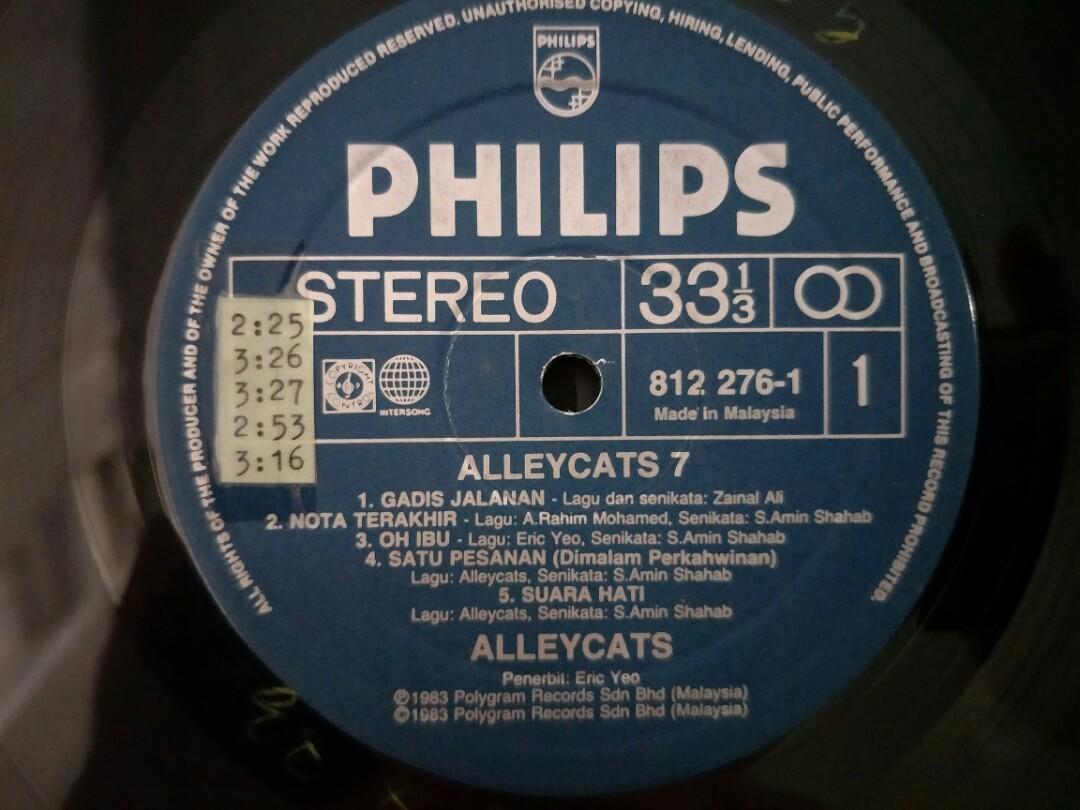 ALL RIGHTS OF THE PRODUCER AND OF THE OWNER OF THE WORK REPRODUCED RESERVED. UNAUTHORISED COPYING, HIRING, LENDING, PUBLIC PERFORMANCE AND BROADCASTING OF THIS RECORD PROHIBITED.
PHILIPS
PHILIPS
STEREO
33 1/3
2:25
3:26
3:27
2:53
3:16
COPYRIGHT CONTROL
INTERSONG
812 276-1
Made in Malaysia
1
ALLEYCATS 7
1. GADIS JALANAN - Lagu dan senikata: Zainal Ali
2. NOTA TERAKHIR - Lagu: A.Rahim Mohamed, Senikata: S.Amin Shahab
3. OH IBU - Lagu: Eric Yeo, Senikata: S.Amin Shahab
4. SATU PESANAN (Dimalam Perkahwinan)
Lagu: Alleycats, Senikata: S.Amin Shahab
5. SUARA HATI
Lagu: Alleycats, Senikata: S.Amin Shahab
ALLEYCATS
Penerbit: Eric Yeo
℗1983 Polygram Records Sdn Bhd (Malaysia)
©1983 Polygram Records Sdn Bhd (Malaysia)